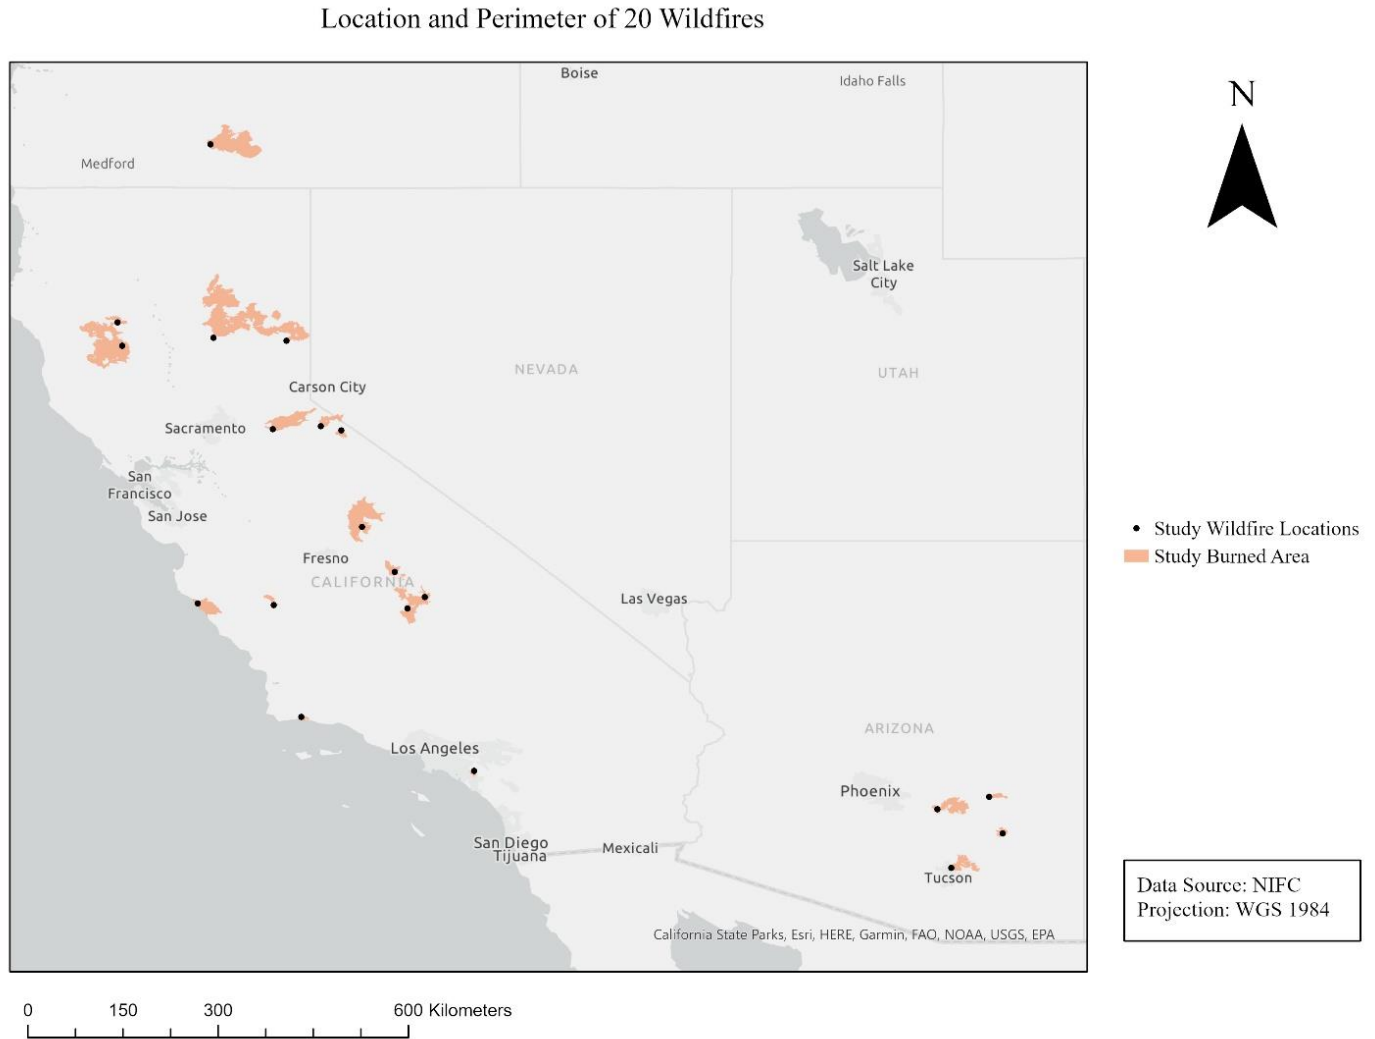 Location and Perimeter of 20 Wildfires
Boise
Idaho Falls
N
Medford
Salt Lake
City
NEVADA
UTAH
Carson City
Sacramento
San
Francisco
San Jose
Study Wildfire Locations
Study Burned Area
Fresno
CALIFORNIA
Las Vegas
ARIZONA
Los Angeles
Phoenix
San Diego
Tijuana
Mexicali
Tucson
Data Source: NIFC
Projection: WGS 1984
California State Parks, Esri, HERE, Garmin, FAO, NOAA, USGS, EPA
0 150 300 600 Kilometers